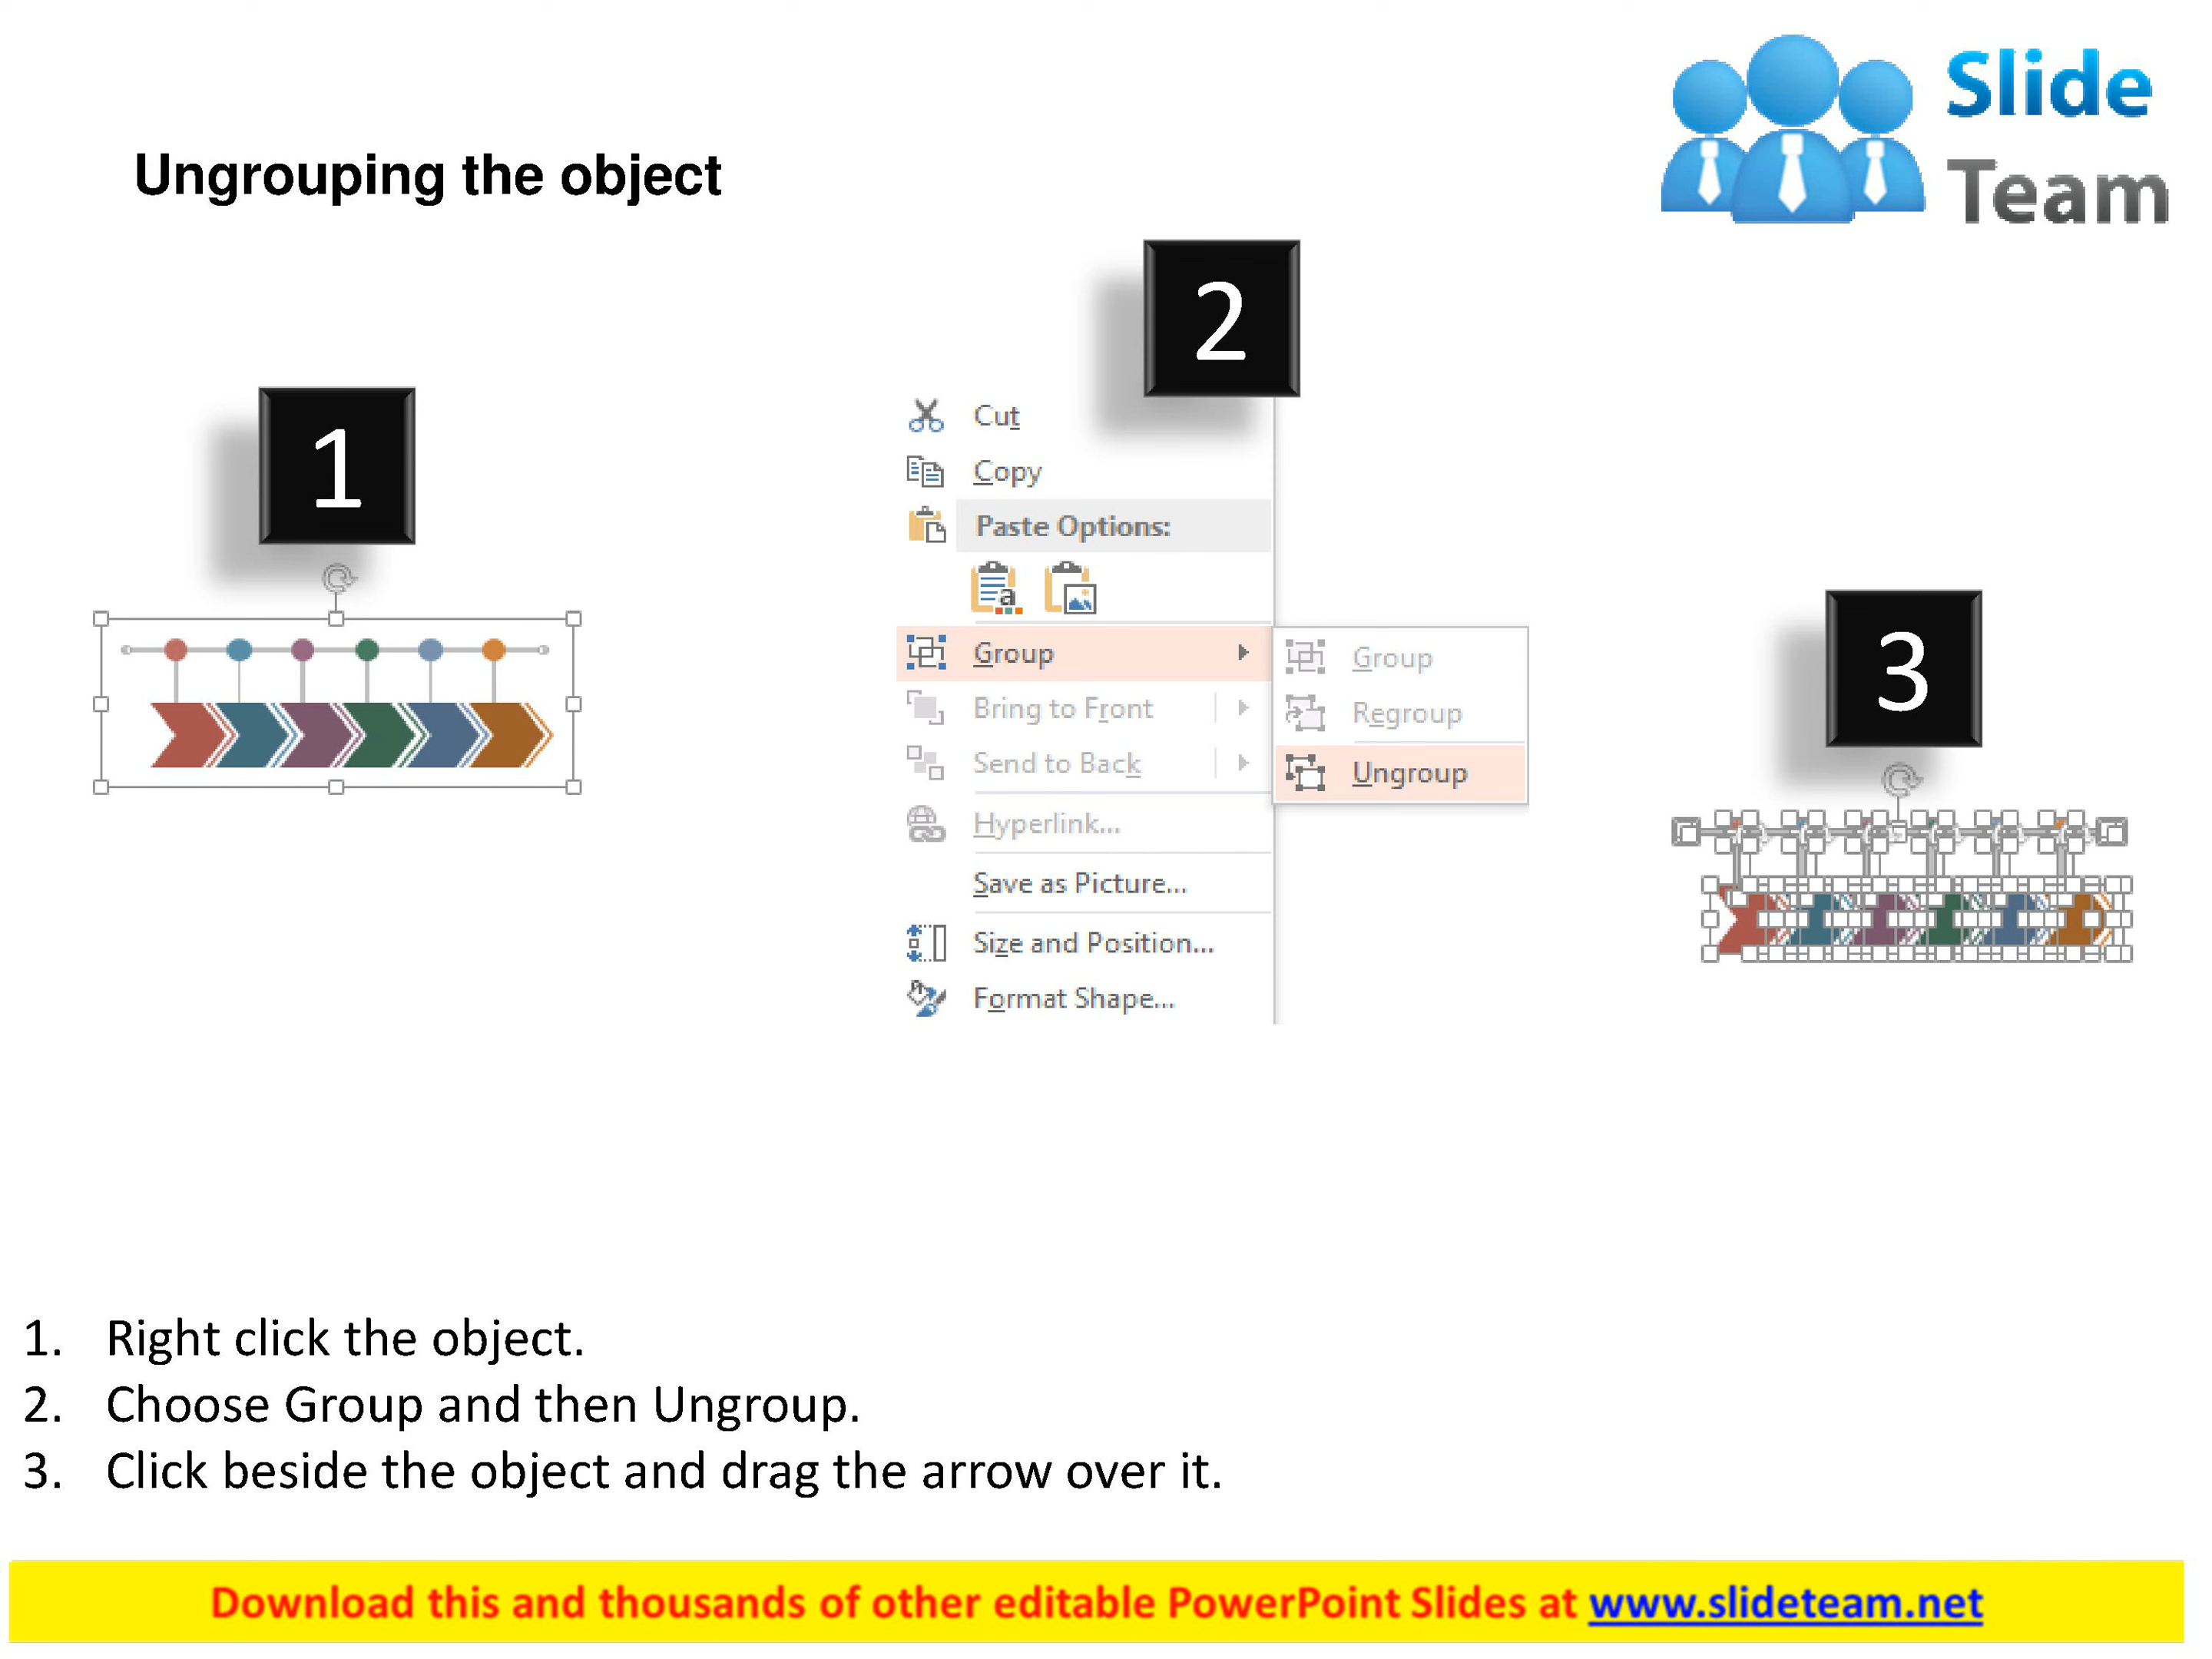 Slide
Team
Ungrouping the object
2
1
Cut
Copy
Paste Options:
a
3
Group
Group
Bring to Front
Regroup
Send to Back
Ungroup
Hyperlink...
Save as Picture...
Size and Position...
Format Shape...
1. Right click the object.
2. Choose Group and then Ungroup.
3. Click beside the object and drag the arrow over it.
Download this and thousands of other editable PowerPoint Slides at www.slideteam.net